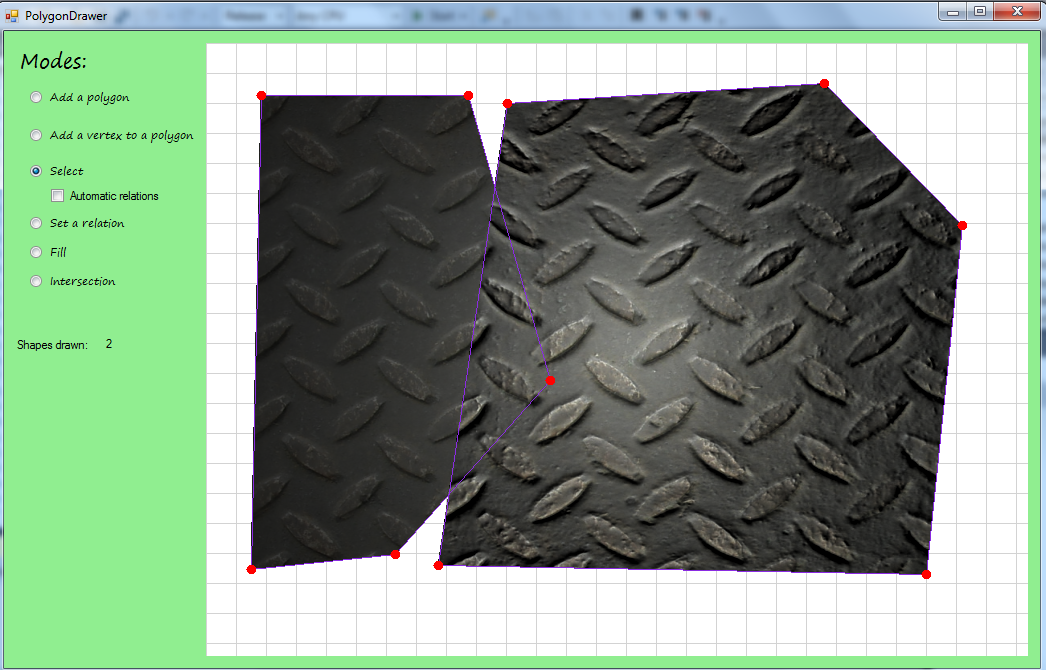 PolygonDrawer
Modes:
Add a polygon
Add a vertex to a polygon
Select
Automatic relations
Set a relation
Fill
Intersection
Shapes drawn: 2